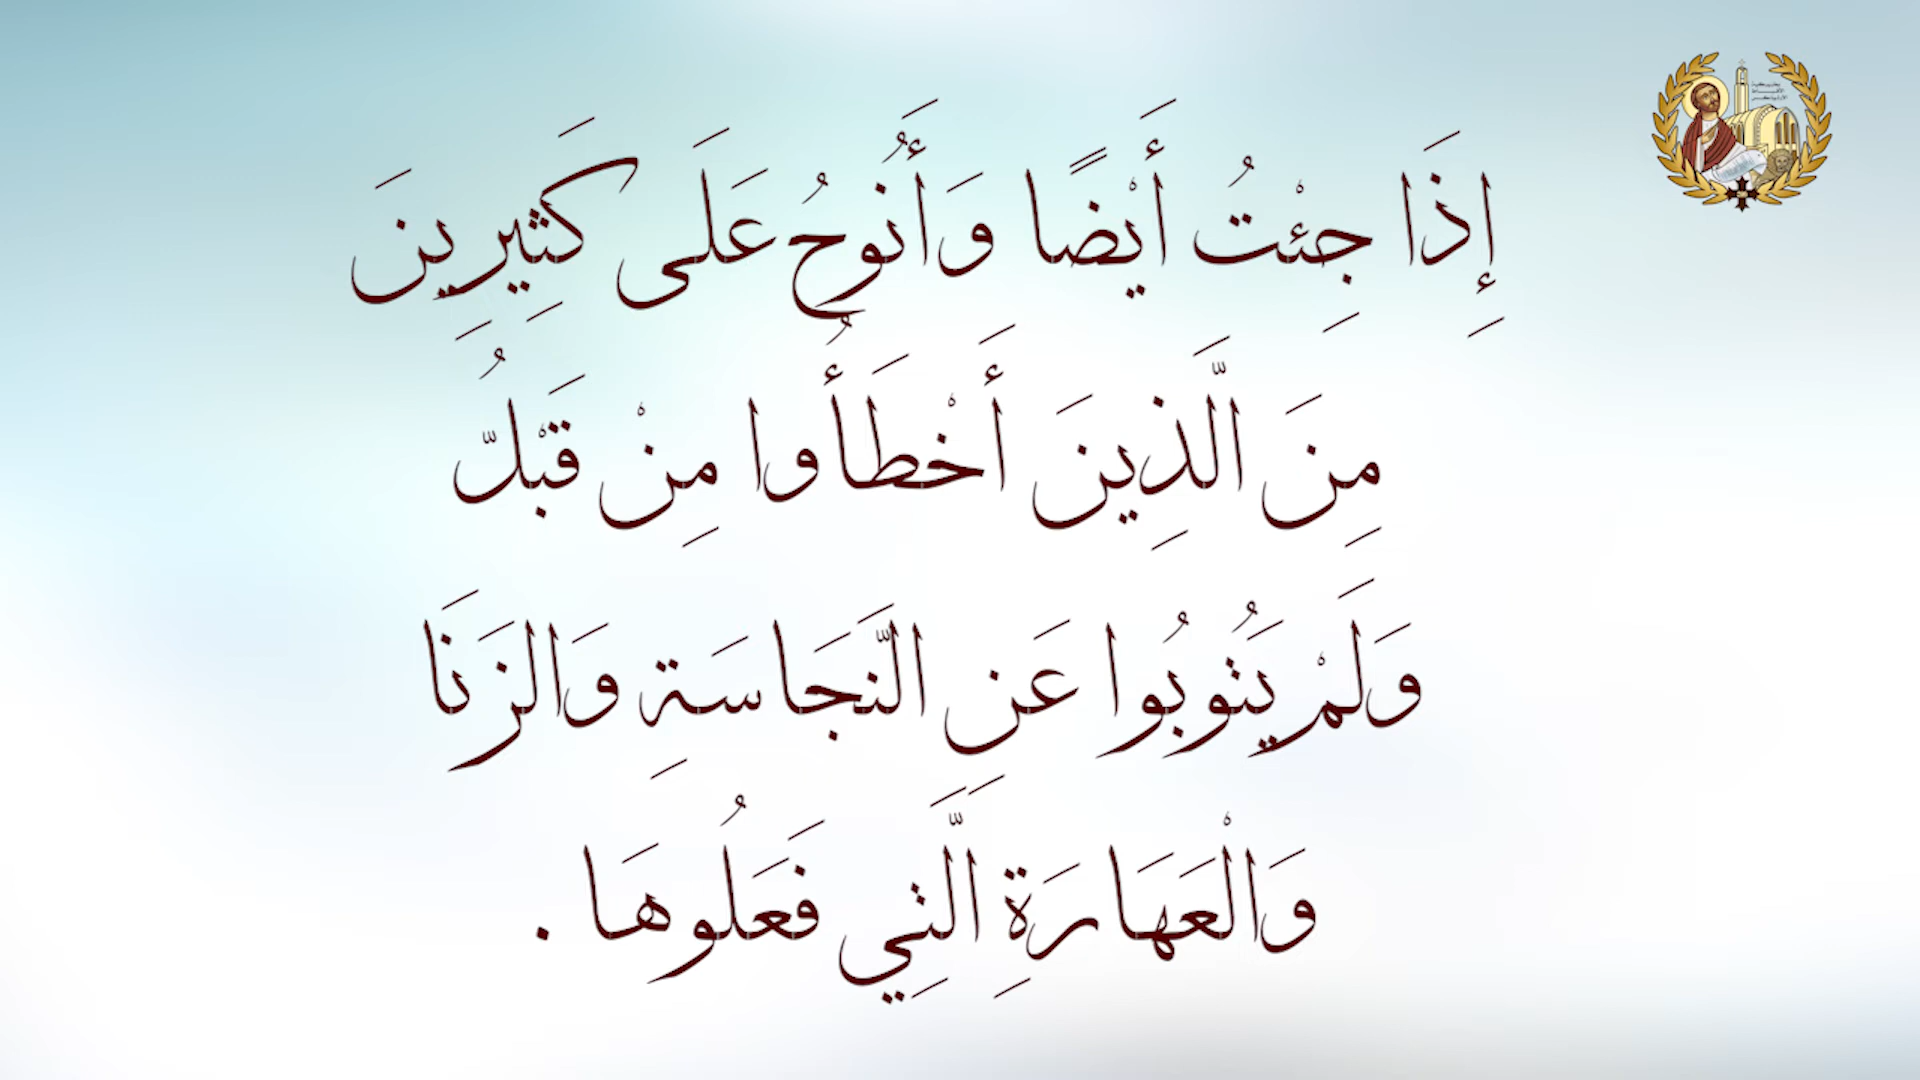 إِذَا جِئْتُ أَيْضًا وَأَنُوحُ عَلَى كَثِيرِينَ
مِنَ الَّذِينَ أَخْطَأُوا مِنْ قَبْلُّ
وَلَمْ يَتُوبُوا عَنِ النَّجَاسَةِ وَالزِنَا
وَالْعَهَارَةِ الَّتِي فَعَلُوهَا .